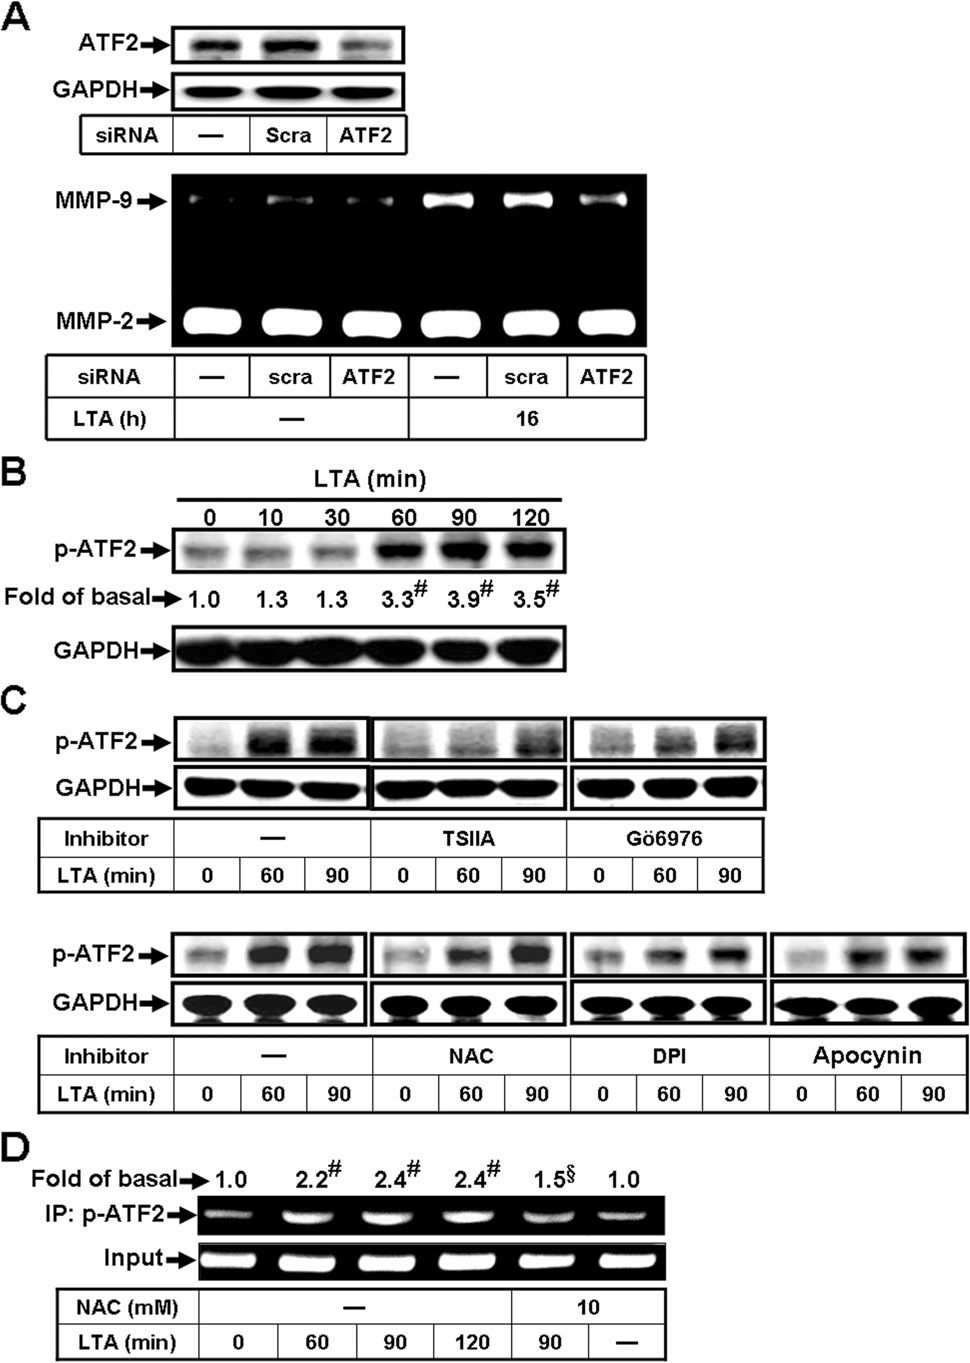 A
ATF2
GAPDH
siRNA — Scra ATF2
MMP-9
MMP-2
siRNA — scra ATF2 — scra ATF2
LTA (h) — 16
B
LTA (min)
0 10 30 60 90 120
p-ATF2
Fold of basal 1.0 1.3 1.3 3.3# 3.9# 3.5#
GAPDH
C
p-ATF2
GAPDH
Inhibitor — TSIIA Gö6976
LTA (min) 0 60 90 0 60 90 0 60 90
p-ATF2
GAPDH
Inhibitor — NAC DPI Apocynin
LTA (min) 0 60 90 0 60 90 0 60 90 0 60 90
D
Fold of basal 1.0 2.2# 2.4# 2.4# 1.5§ 1.0
IP: p-ATF2
Input
NAC (mM) — 10
LTA (min) 0 60 90 120 90 —